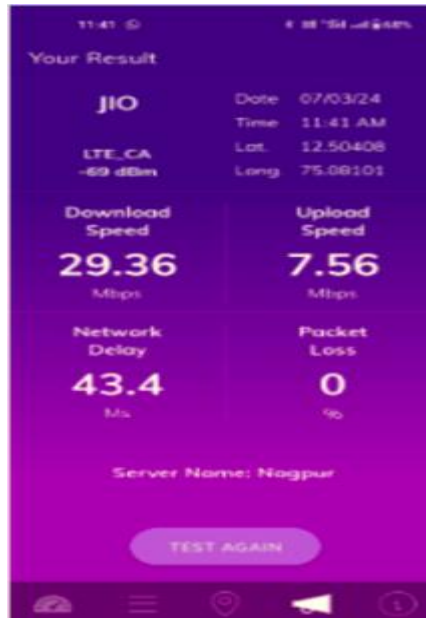 11:41
Your Result
JIO
LTE_CA
-69 dBm
Date 07/03/24
Time 11:41 AM
Lat. 12.50408
Long. 75.08101
Download Speed
29.36
Mbps
Upload Speed
7.56
Mbps
Network Delay
43.4
Ms
Packet Loss
0
%
Server Name: Nagpur
TEST AGAIN